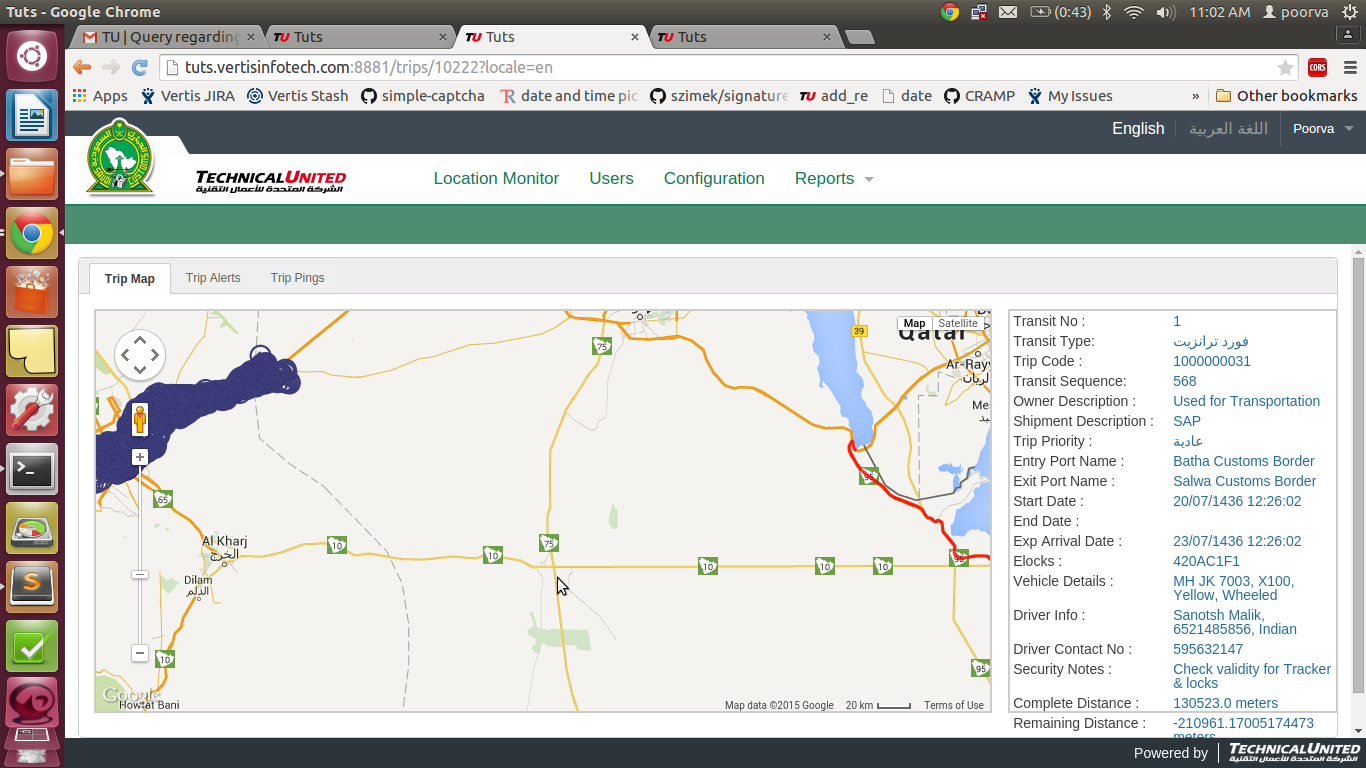 Tuts - Google Chrome
(0:43)
11:02 AM
poorva
TU | Query regarding
Tuts
Tuts
Tuts
tuts.vertisinfotech.com:8881/trips/10222?locale=en
CORS
Apps
Vertis JIRA
Vertis Stash
simple-captcha
date and time pic
szimek/signature
add_re
date
CRAMP
My Issues
»
Other bookmarks
English
اللغة العربية
Poorva
TECHNICALUNITED
الشركة المتحدة للأعمال التقنية
Location Monitor
Users
Configuration
Reports
Trip Map
Trip Alerts
Trip Pings
Map
Satellite
Qatar
39
75
Ar-Rayy
الريان
95
65
Al Kharj
الخرج
10
10
75
10
10
10
95
Dilam
الدلم
10
95
Google
Howtat Bani
Map data ©2015 Google
20 km
Terms of Use
Transit No : 1
Transit Type: فورد ترانزيت
Trip Code : 1000000031
Transit Sequence: 568
Owner Description : Used for Transportation
Shipment Description : SAP
Trip Priority : عادية
Entry Port Name : Batha Customs Border
Exit Port Name : Salwa Customs Border
Start Date : 20/07/1436 12:26:02
End Date :
Exp Arrival Date : 23/07/1436 12:26:02
Elocks : 420AC1F1
Vehicle Details : MH JK 7003, X100,
Yellow, Wheeled
Driver Info : Sanotsh Malik,
6521485856, Indian
Driver Contact No : 595632147
Security Notes : Check validity for Tracker
& locks
Complete Distance : 130523.0 meters
Remaining Distance : -210961.17005174473
meters
Powered by
TECHNICALUNITED
الشركة المتحدة للأعمال التقنية